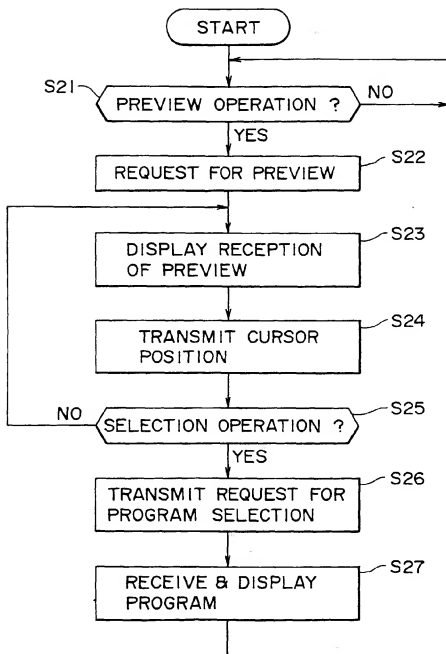 START
S21
PREVIEW OPERATION ?
NO
YES
S22
REQUEST FOR PREVIEW
S23
DISPLAY RECEPTION
OF PREVIEW
S24
TRANSMIT CURSOR
POSITION
S25
NO
SELECTION OPERATION ?
YES
S26
TRANSMIT REQUEST FOR
PROGRAM SELECTION
S27
RECEIVE & DISPLAY
PROGRAM